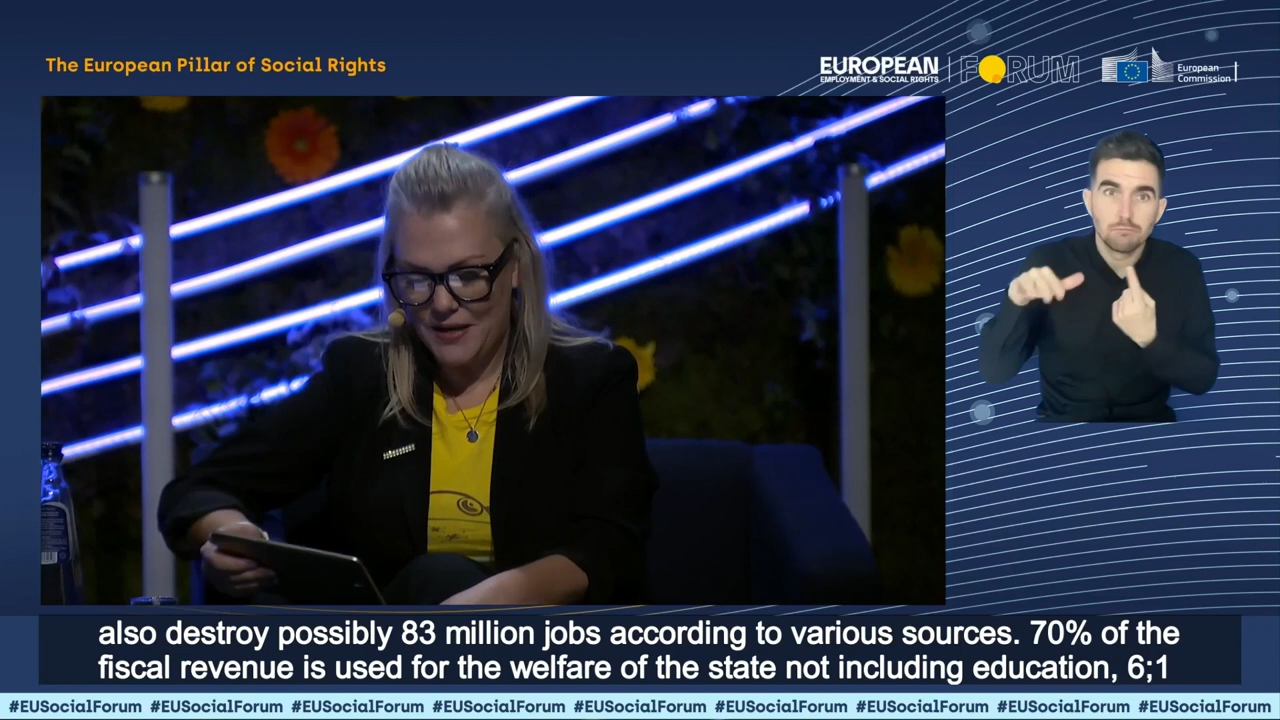 The European Pillar of Social Rights
EUROPEAN
EMPLOYMENT & SOCIAL RIGHTS
FORUM
European
Commission
also destroy possibly 83 million jobs according to various sources. 70% of the
fiscal revenue is used for the welfare of the state not including education, 6;1
#EUSocialForum #EUSocialForum #EUSocialForum #EUSocialForum #EUSocialForum #EUSocialForum #EUSocialForum #EUSocialForum #EUSocialForum